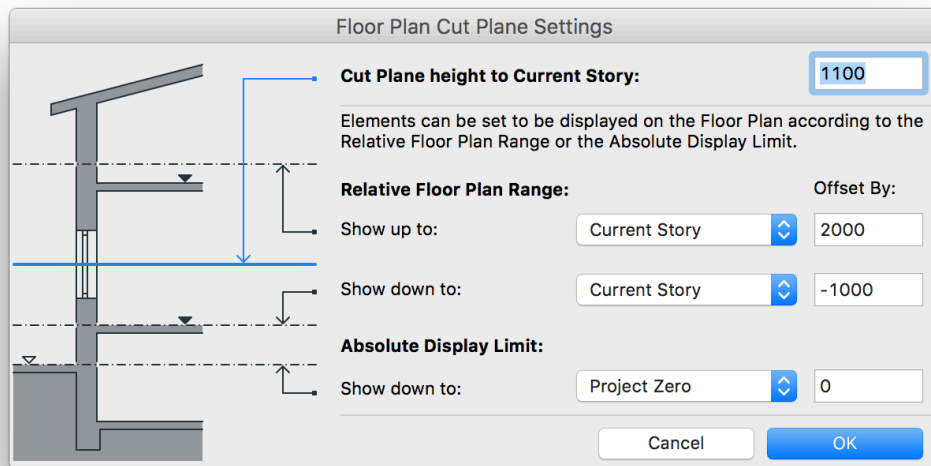 Floor Plan Cut Plane Settings
Cut Plane height to Current Story: 1100
Elements can be set to be displayed on the Floor Plan according to the
Relative Floor Plan Range or the Absolute Display Limit.
Relative Floor Plan Range: Offset By:
Show up to: Current Story 2000
Show down to: Current Story -1000
Absolute Display Limit:
Show down to: Project Zero 0
Cancel OK